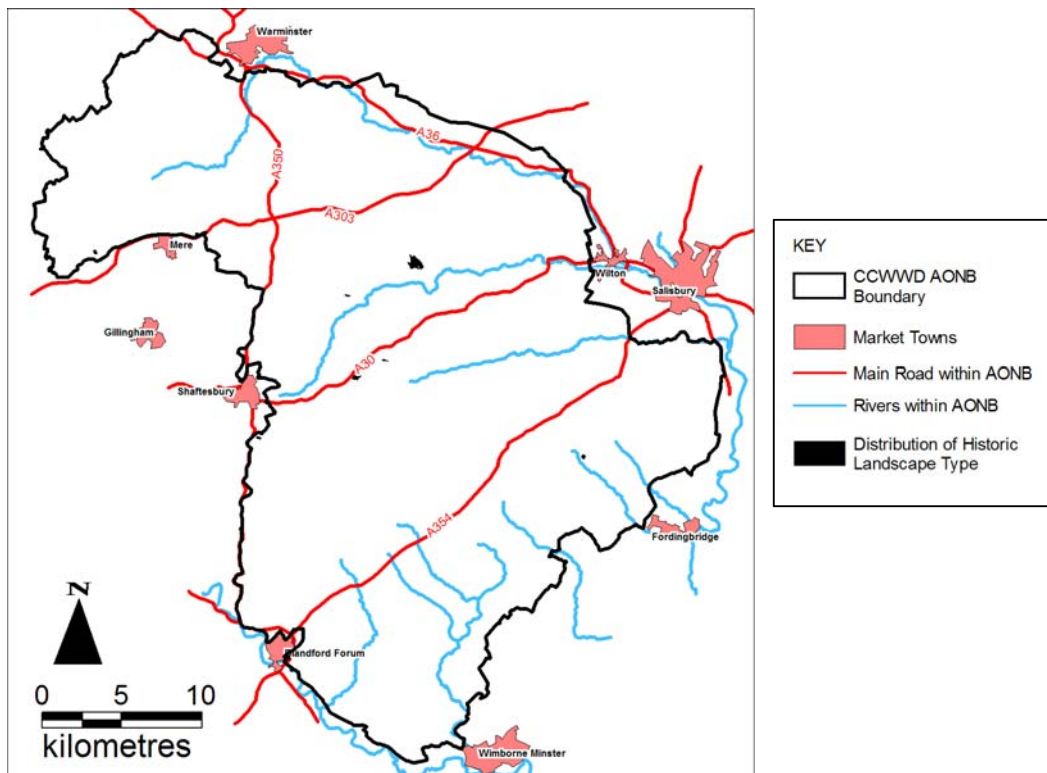 Warminster
A36
A350
A303
Mere
Wilton
Salisbury
Gillingham
A30
Shaftesbury
A354
Fordingbridge
N
Blandford Forum
0 5 10
kilometres
Wimborne Minster
KEY
CCWWD AONB
Boundary
Market Towns
Main Road within AONB
Rivers within AONB
Distribution of Historic
Landscape Type